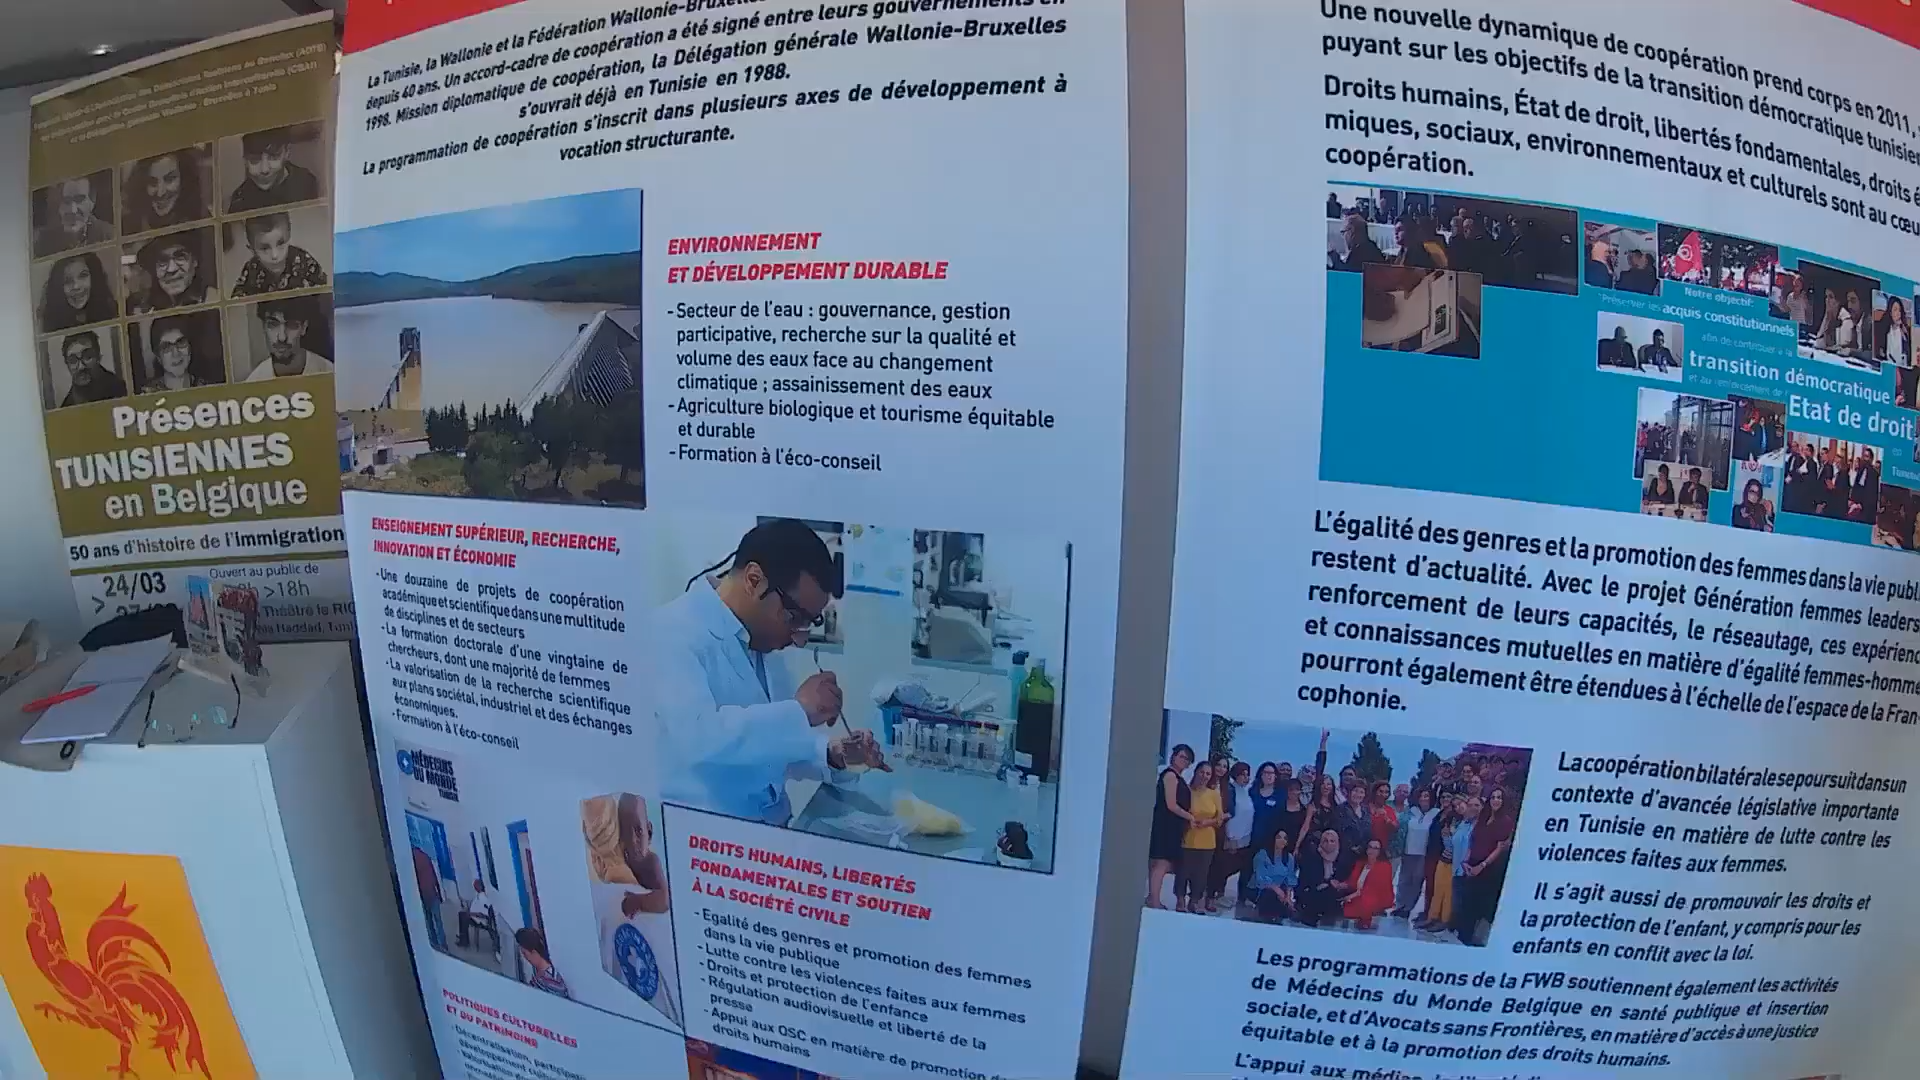 Présences
TUNISIENNES
en Belgique
50 ans d'histoire de l'Immigration
> 24/03
Ouvert au public de
>18h
Théâtre le RIO
La Tunisie, la Wallonie et la Fédération Wallonie-Bruxelles
depuis 40 ans. Un accord-cadre de coopération a été signé entre leurs gouvernements en
1998. Mission diplomatique de coopération, la Délégation générale Wallonie-Bruxelles
s'ouvrait déjà en Tunisie en 1988.
La programmation de coopération s'inscrit dans plusieurs axes de développement à
vocation structurante.
ENVIRONNEMENT
ET DÉVELOPPEMENT DURABLE
- Secteur de l'eau : gouvernance, gestion
participative, recherche sur la qualité et
volume des eaux face au changement
climatique ; assainissement des eaux
- Agriculture biologique et tourisme équitable
et durable
- Formation à l'éco-conseil
ENSEIGNEMENT SUPÉRIEUR, RECHERCHE,
INNOVATION ET ÉCONOMIE
-Une douzaine de projets de coopération
académique et scientifique dans une multitude
de disciplines et de secteurs
-La formation doctorale d'une vingtaine de
chercheurs, dont une majorité de femmes
-La valorisation de la recherche scientifique
aux plans sociétal, industriel et des échanges
économiques.
-Formation à l'éco-conseil
MÉDECINS
DU MONDE
TUNISIE
DROITS HUMAINS, LIBERTÉS
FONDAMENTALES ET SOUTIEN
À LA SOCIÉTÉ CIVILE
- Egalité des genres et promotion des femmes
dans la vie publique
- Lutte contre les violences faites aux femmes
- Droits et protection de l'enfance
- Régulation audiovisuelle et liberté de la
presse
- Appui aux OSC en matière de promotion
droits humains
POLITIQUES CULTURELLES
ET DU PATRIMOINE
- Décentralisation,
Une nouvelle dynamique de coopération prend corps en 2011,
puyant sur les objectifs de la transition démocratique
Droits humains, État de droit, libertés fondamentales, droits
miques, sociaux, environnementaux et culturels sont au
coopération.
Notre objectif:
"Préserver les acquis constitutionnels
afin de contribuer à la
transition démocratique
et au renforcement de
l'Etat de droit
en
L'égalité des genres et la promotion des femmes dans la vie
restent d'actualité. Avec le projet Génération femmes leaders
renforcement de leurs capacités, le réseautage, ces
et connaissances mutuelles en matière d'égalité
pourront également être étendues à l'échelle de l'espace de la Fran-
cophonie.
La coopération bilatérale se poursuit dans un
contexte d'avancée législative importante
en Tunisie en matière de lutte contre les
violences faites aux femmes.
Il s'agit aussi de promouvoir les droits et
la protection de l'enfant, y compris pour les
enfants en conflit avec la loi.
Les programmations de la FWB soutiennent également les activités
de Médecins du Monde Belgique en santé publique et insertion
sociale, et d'Avocats sans Frontières, en matière d'accès à une justice
équitable et à la promotion des droits humains.
L'appui aux médias,